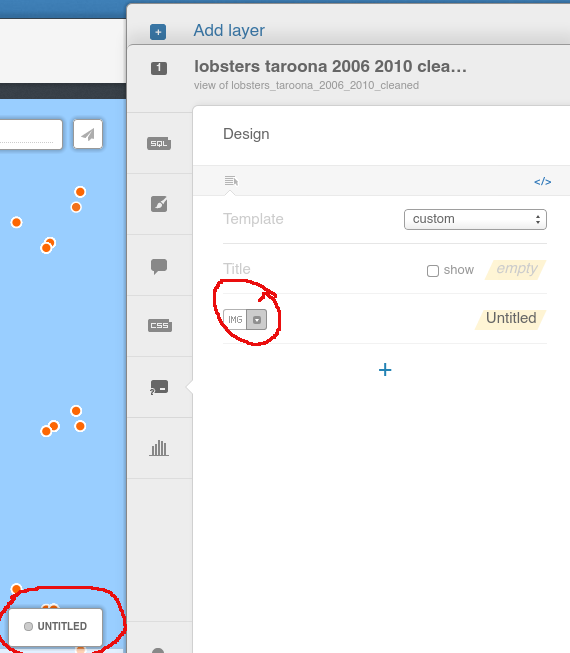 Add layer
1
lobsters taroona 2006 2010 clea...
view of lobsters_taroona_2006_2010_cleaned
Design
SQL
</>
Template
custom
Title
show
empty
IMG
Untitled
CSS
+
?
UNTITLED